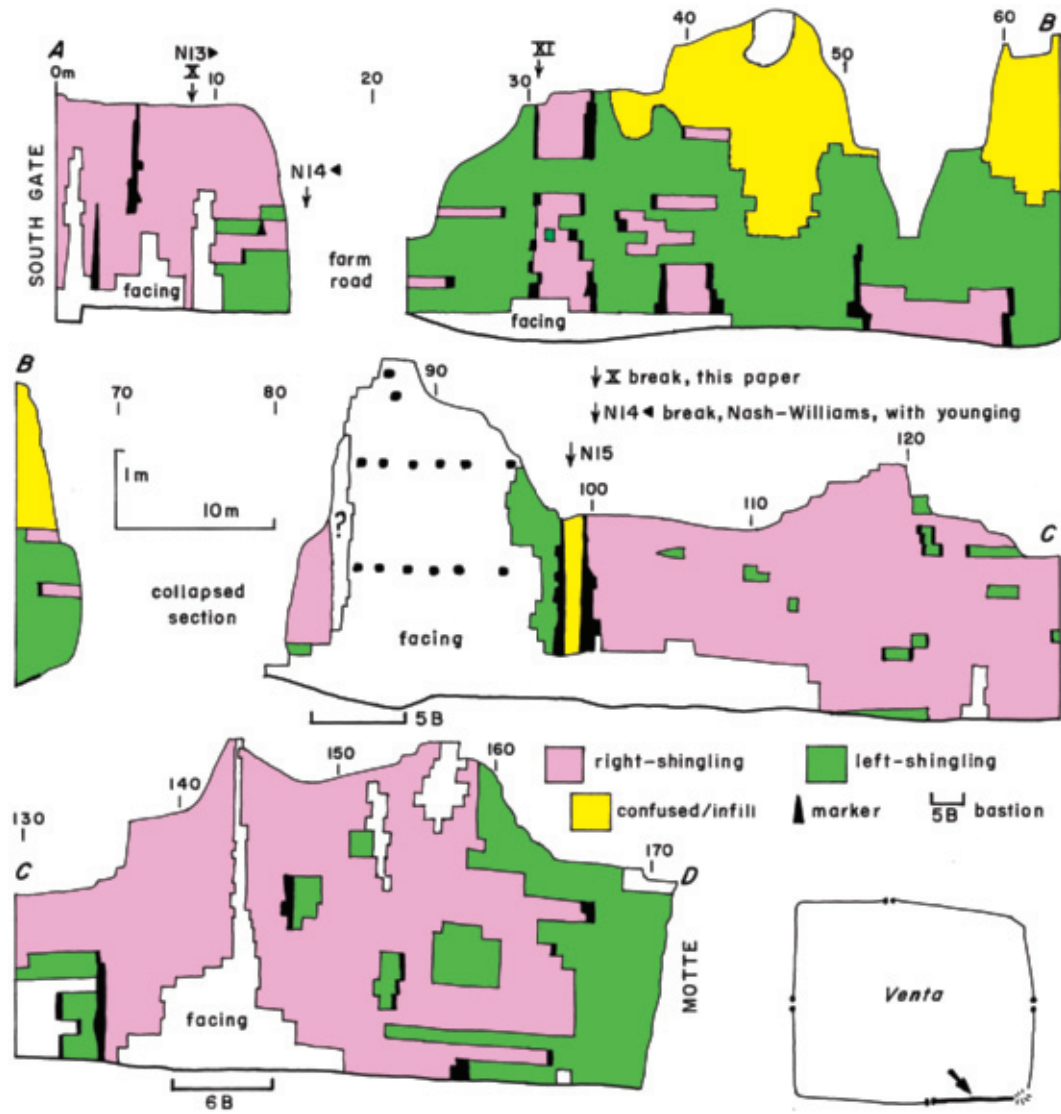 A
0m
N13►
X
10
20
30
XI
40
50
60
B
SOUTH GATE
N14◄
farm
road
facing
facing
B
70
80
90
1m
10m
?
collapsed
section
facing
X break, this paper
N14◄ break, Nash-Williams, with younging
N15
100
110
120
C
5B
right-shingling
left-shingling
confused/infill
marker
5B
bastion
130
140
150
160
170
C
D
facing
MOTTE
6B
Venta